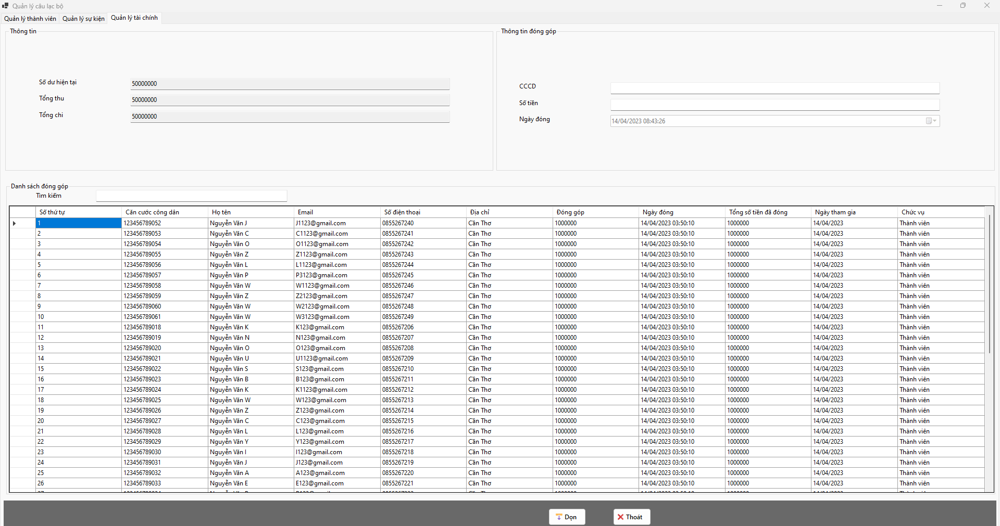 Quản lý câu lạc bộ
Quản lý thành viên Quản lý sự kiện Quản lý tài chính
Thông tin
Số dư hiện tại 50000000
Tổng thu 50000000
Tổng chi 50000000
Thông tin đóng góp
CCCD
Số tiền
Ngày đóng 14/04/2023 08:43:26
Danh sách đóng góp
Tìm kiếm
Số thứ tự Căn cước công dân Họ tên Email Số điện thoại Địa chỉ Đóng góp Ngày đóng Tổng số tiền đã đóng Ngày tham gia Chức vụ
1 123456789052 Nguyễn Văn J J1123@gmail.com 0855267240 Cần Thơ 1000000 14/04/2023 03:50:10 1000000 14/04/2023 Thành viên
2 123456789053 Nguyễn Văn C C1123@gmail.com 0855267241 Cần Thơ 1000000 14/04/2023 03:50:10 1000000 14/04/2023 Thành viên
3 123456789054 Nguyễn Văn O O1123@gmail.com 0855267242 Cần Thơ 1000000 14/04/2023 03:50:10 1000000 14/04/2023 Thành viên
4 123456789055 Nguyễn Văn Z Z1123@gmail.com 0855267243 Cần Thơ 1000000 14/04/2023 03:50:10 1000000 14/04/2023 Thành viên
5 123456789056 Nguyễn Văn L L1123@gmail.com 0855267244 Cần Thơ 1000000 14/04/2023 03:50:10 1000000 14/04/2023 Thành viên
6 123456789057 Nguyễn Văn P P3123@gmail.com 0855267245 Cần Thơ 1000000 14/04/2023 03:50:10 1000000 14/04/2023 Thành viên
7 123456789058 Nguyễn Văn W W1123@gmail.com 0855267246 Cần Thơ 1000000 14/04/2023 03:50:10 1000000 14/04/2023 Thành viên
8 123456789059 Nguyễn Văn Z Z2123@gmail.com 0855267247 Cần Thơ 1000000 14/04/2023 03:50:10 1000000 14/04/2023 Thành viên
9 123456789060 Nguyễn Văn W W2123@gmail.com 0855267248 Cần Thơ 1000000 14/04/2023 03:50:10 1000000 14/04/2023 Thành viên
10 123456789061 Nguyễn Văn W W3123@gmail.com 0855267249 Cần Thơ 1000000 14/04/2023 03:50:10 1000000 14/04/2023 Thành viên
11 123456789018 Nguyễn Văn K K123@gmail.com 0855267206 Cần Thơ 1000000 14/04/2023 03:50:10 1000000 14/04/2023 Thành viên
12 123456789019 Nguyễn Văn N N123@gmail.com 0855267207 Cần Thơ 1000000 14/04/2023 03:50:10 1000000 14/04/2023 Thành viên
13 123456789020 Nguyễn Văn O O123@gmail.com 0855267208 Cần Thơ 1000000 14/04/2023 03:50:10 1000000 14/04/2023 Thành viên
14 123456789021 Nguyễn Văn U U1123@gmail.com 0855267209 Cần Thơ 1000000 14/04/2023 03:50:10 1000000 14/04/2023 Thành viên
15 123456789022 Nguyễn Văn S S123@gmail.com 0855267210 Cần Thơ 1000000 14/04/2023 03:50:10 1000000 14/04/2023 Thành viên
16 123456789023 Nguyễn Văn B B123@gmail.com 0855267211 Cần Thơ 1000000 14/04/2023 03:50:10 1000000 14/04/2023 Thành viên
17 123456789024 Nguyễn Văn K K1123@gmail.com 0855267212 Cần Thơ 1000000 14/04/2023 03:50:10 1000000 14/04/2023 Thành viên
18 123456789025 Nguyễn Văn W W123@gmail.com 0855267213 Cần Thơ 1000000 14/04/2023 03:50:10 1000000 14/04/2023 Thành viên
19 123456789026 Nguyễn Văn Z Z123@gmail.com 0855267214 Cần Thơ 1000000 14/04/2023 03:50:10 1000000 14/04/2023 Thành viên
20 123456789027 Nguyễn Văn C C123@gmail.com 0855267215 Cần Thơ 1000000 14/04/2023 03:50:10 1000000 14/04/2023 Thành viên
21 123456789028 Nguyễn Văn L L123@gmail.com 0855267216 Cần Thơ 1000000 14/04/2023 03:50:10 1000000 14/04/2023 Thành viên
22 123456789029 Nguyễn Văn Y Y123@gmail.com 0855267217 Cần Thơ 1000000 14/04/2023 03:50:10 1000000 14/04/2023 Thành viên
23 123456789030 Nguyễn Văn I I123@gmail.com 0855267218 Cần Thơ 1000000 14/04/2023 03:50:10 1000000 14/04/2023 Thành viên
24 123456789031 Nguyễn Văn J J123@gmail.com 0855267219 Cần Thơ 1000000 14/04/2023 03:50:10 1000000 14/04/2023 Thành viên
25 123456789032 Nguyễn Văn A A123@gmail.com 0855267220 Cần Thơ 1000000 14/04/2023 03:50:10 1000000 14/04/2023 Thành viên
26 123456789033 Nguyễn Văn E E123@gmail.com 0855267221 Cần Thơ 1000000 14/04/2023 03:50:10 1000000 14/04/2023 Thành viên
Dọn Thoát